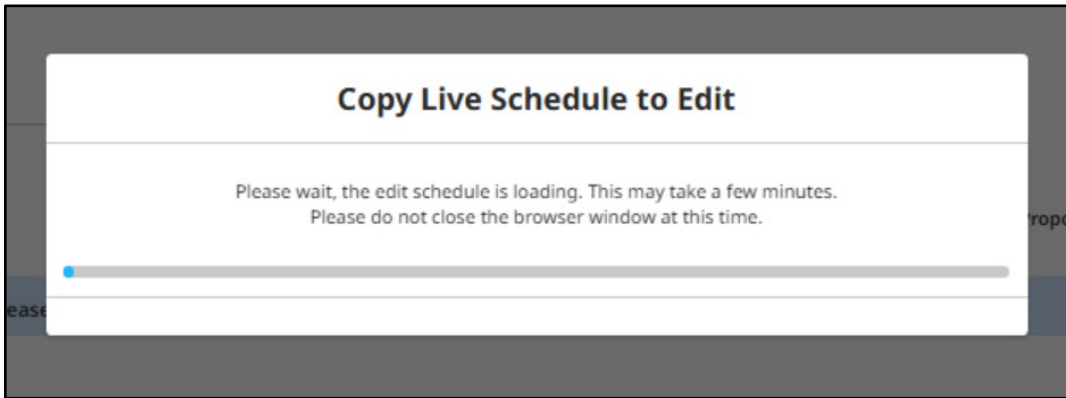 Copy Live Schedule to Edit
Please wait, the edit schedule is loading. This may take a few minutes.
Please do not close the browser window at this time.